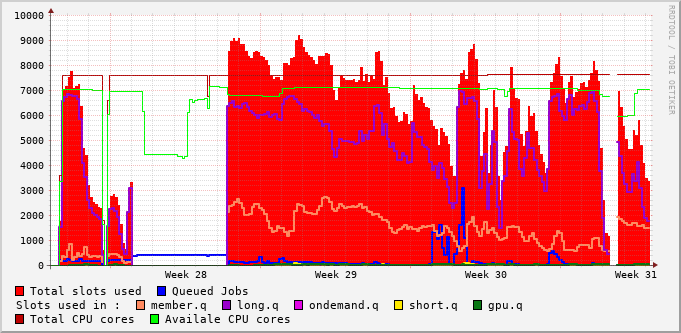 10000
9000
8000
7000
6000
5000
4000
3000
2000
1000
0
Week 28 Week 29 Week 30 Week 31
Total slots used Queued Jobs
Slots used in : member.q long.q ondemand.q short.q gpu.q
Total CPU cores Availale CPU cores
RRDTOOL / TOBI OETIKER